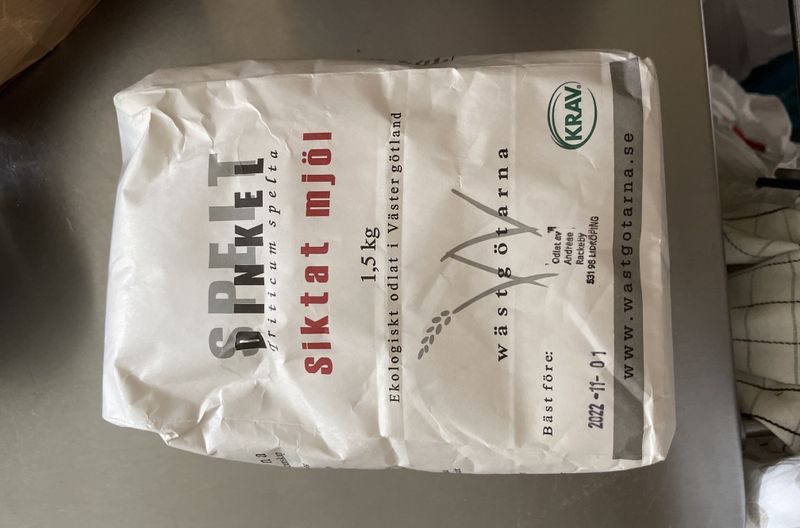 SPELT
DINKEL
Triticum spelta
Siktat mjöl
1,5 kg
Ekologiskt odlat i Västergötland
wästgötarna
KRAV
Odlat av
Andreae
Rackeby
531 98 LIDKÖPING
Bäst före:
2022-11-01
www.wastgotarna.se